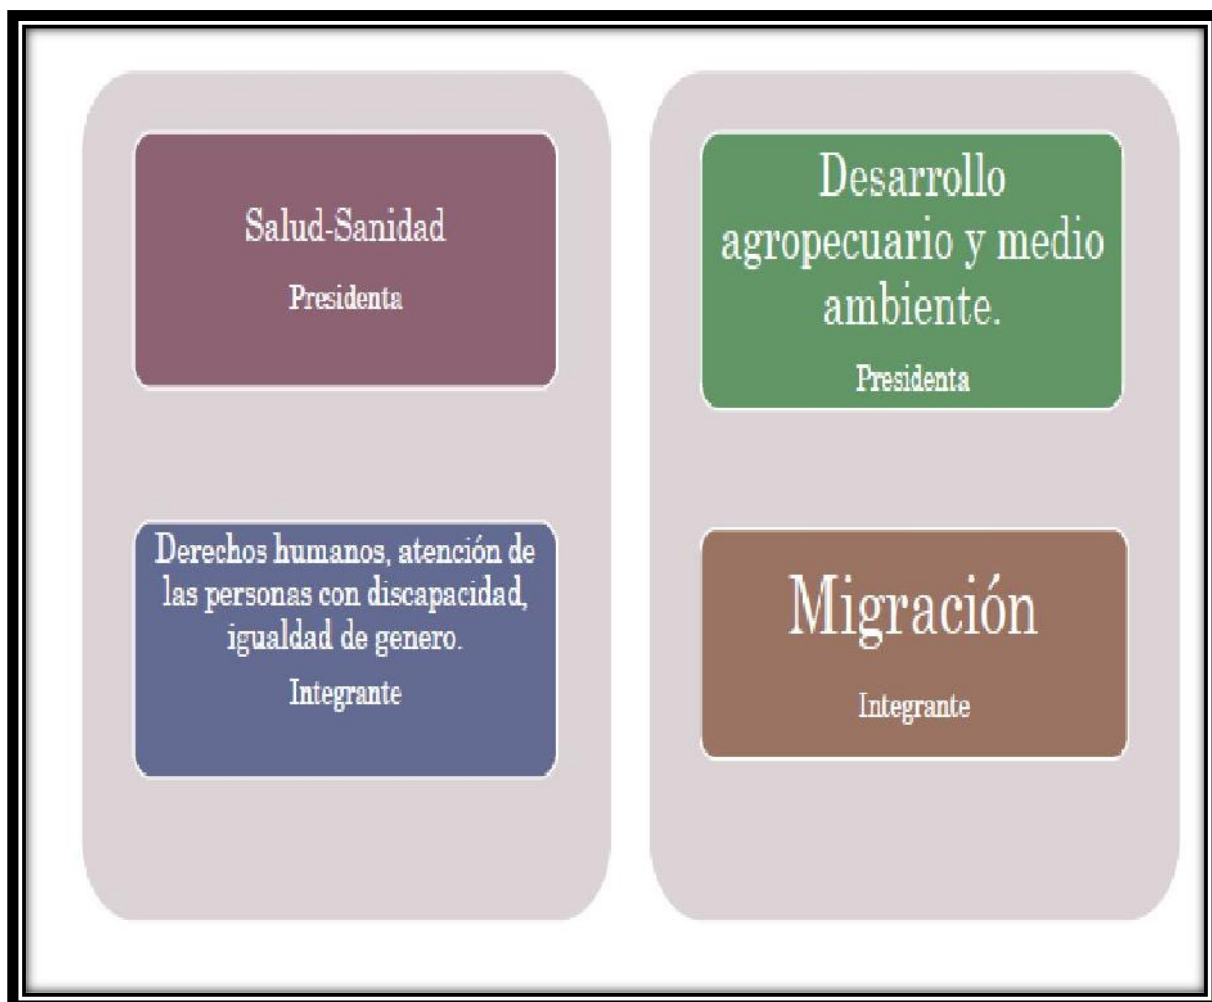 Salud-Sanidad
Presidenta
Derechos humanos, atención de
las personas con discapacidad,
igualdad de genero.
Integrante
Desarrollo
agropecuario y medio
ambiente.
Presidenta
Migración
Integrante